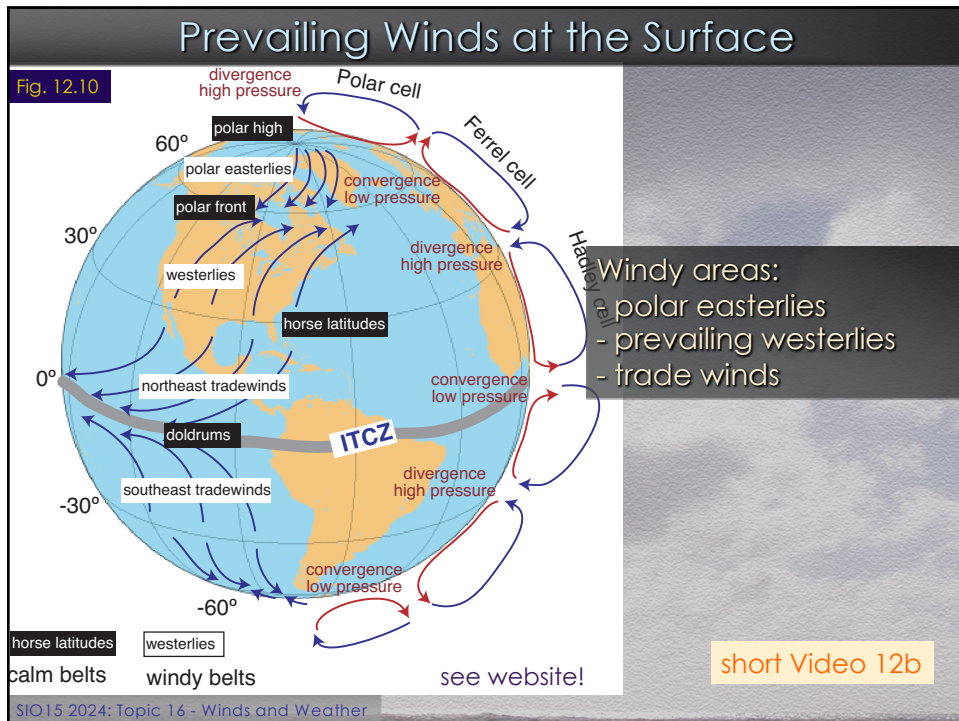 Prevailing Winds at the Surface
Fig. 12.10
divergence
high pressure
Polar cell
polar high
60º
Ferrel cell
polar easterlies
convergence
low pressure
polar front
30º
divergence
high pressure
Hadley cell
westerlies
horse latitudes
Windy areas:
- polar easterlies
- prevailing westerlies
- trade winds
0º
northeast tradewinds
convergence
low pressure
doldrums
ITCZ
divergence
high pressure
southeast tradewinds
-30º
convergence
low pressure
-60º
horse latitudes
westerlies
calm belts
windy belts
see website!
short Video 12b
SIO15 2024: Topic 16 - Winds and Weather